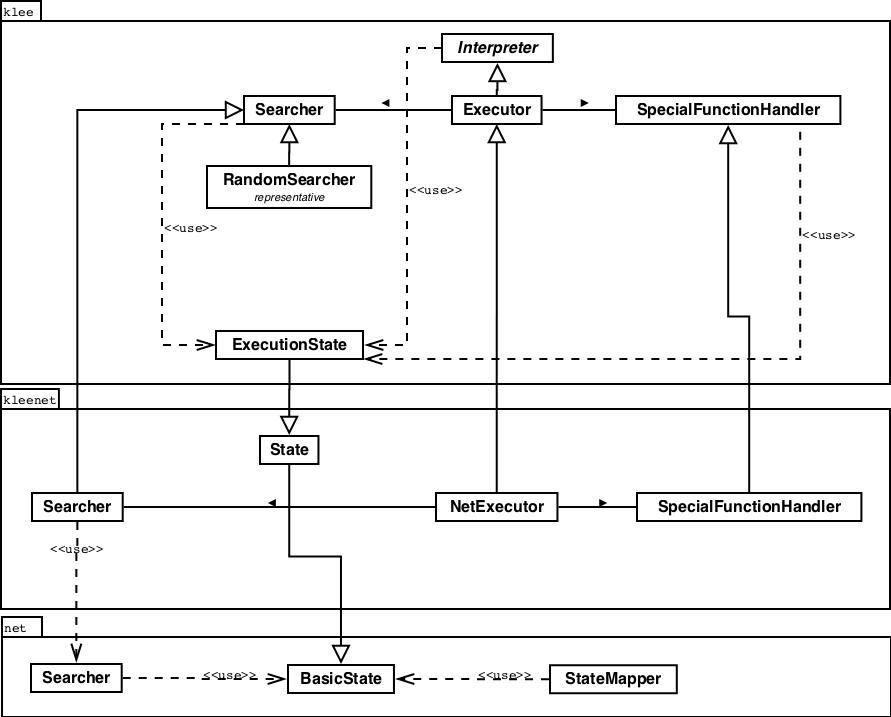 klee
Interpreter
Searcher
Executor
SpecialFunctionHandler
RandomSearcher
representative
<<use>>
<<use>>
<<use>>
ExecutionState
kleenet
State
Searcher
NetExecutor
SpecialFunctionHandler
<<use>>
net
Searcher
<<use>>
BasicState
<<use>>
StateMapper